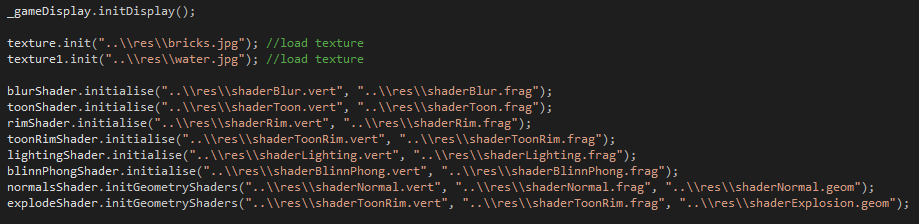 _gameDisplay.initDisplay();
texture.init("..\\res\\bricks.jpg"); //load texture
texture1.init("..\\res\\water.jpg"); //load texture
blurShader.initialise("..\\res\\shaderBlur.vert", "..\\res\\shaderBlur.frag");
toonShader.initialise("..\\res\\shaderToon.vert", "..\\res\\shaderToon.frag");
rimShader.initialise("..\\res\\shaderRim.vert", "..\\res\\shaderRim.frag");
toonRimShader.initialise("..\\res\\shaderToonRim.vert", "..\\res\\shaderToonRim.frag");
lightingShader.initialise("..\\res\\shaderLighting.vert", "..\\res\\shaderLighting.frag");
blinnPhongShader.initialise("..\\res\\shaderBlinnPhong.vert", "..\\res\\shaderBlinnPhong.frag");
normalsShader.initGeometryShaders("..\\res\\shaderNormal.vert", "..\\res\\shaderNormal.frag", "..\\res\\shaderNormal.geom");
explodeShader.initGeometryShaders("..\\res\\shaderToonRim.vert", "..\\res\\shaderToonRim.frag", "..\\res\\shaderExplosion.geom");